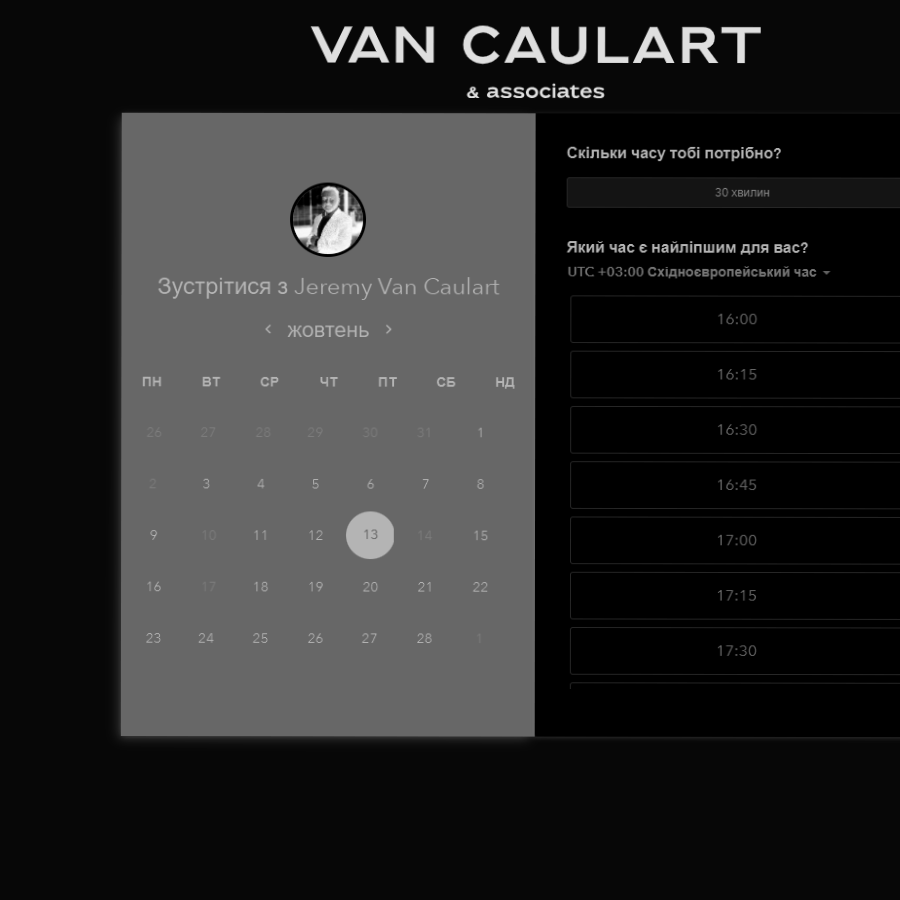 VAN CAULART
& associates
Зустрітися з Jeremy Van Caulart
жовтень
ПН ВТ СР ЧТ ПТ СБ НД
26 27 28 29 30 31 1
2 3 4 5 6 7 8
9 10 11 12 13 14 15
16 17 18 19 20 21 22
23 24 25 26 27 28 1
Скільки часу тобі потрібно?
30 хвилин
Який час є найліпшим для вас?
UTC +03:00 Східноєвропейський час
16:00
16:15
16:30
16:45
17:00
17:15
17:30